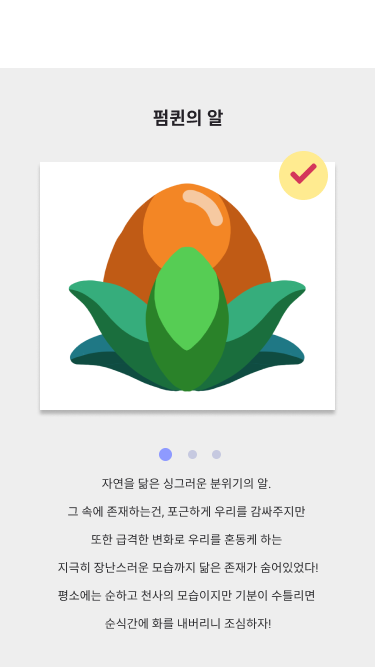 펌퀸의 알
자연을 닮은 싱그러운 분위기의 알.
그 속에 존재하는건, 포근하게 우리를 감싸주지만
또한 급격한 변화로 우리를 혼동케 하는
지극히 장난스러운 모습까지 닮은 존재가 숨어있었다!
평소에는 순하고 천사의 모습이지만 기분이 수틀리면
순식간에 화를 내버리니 조심하자!